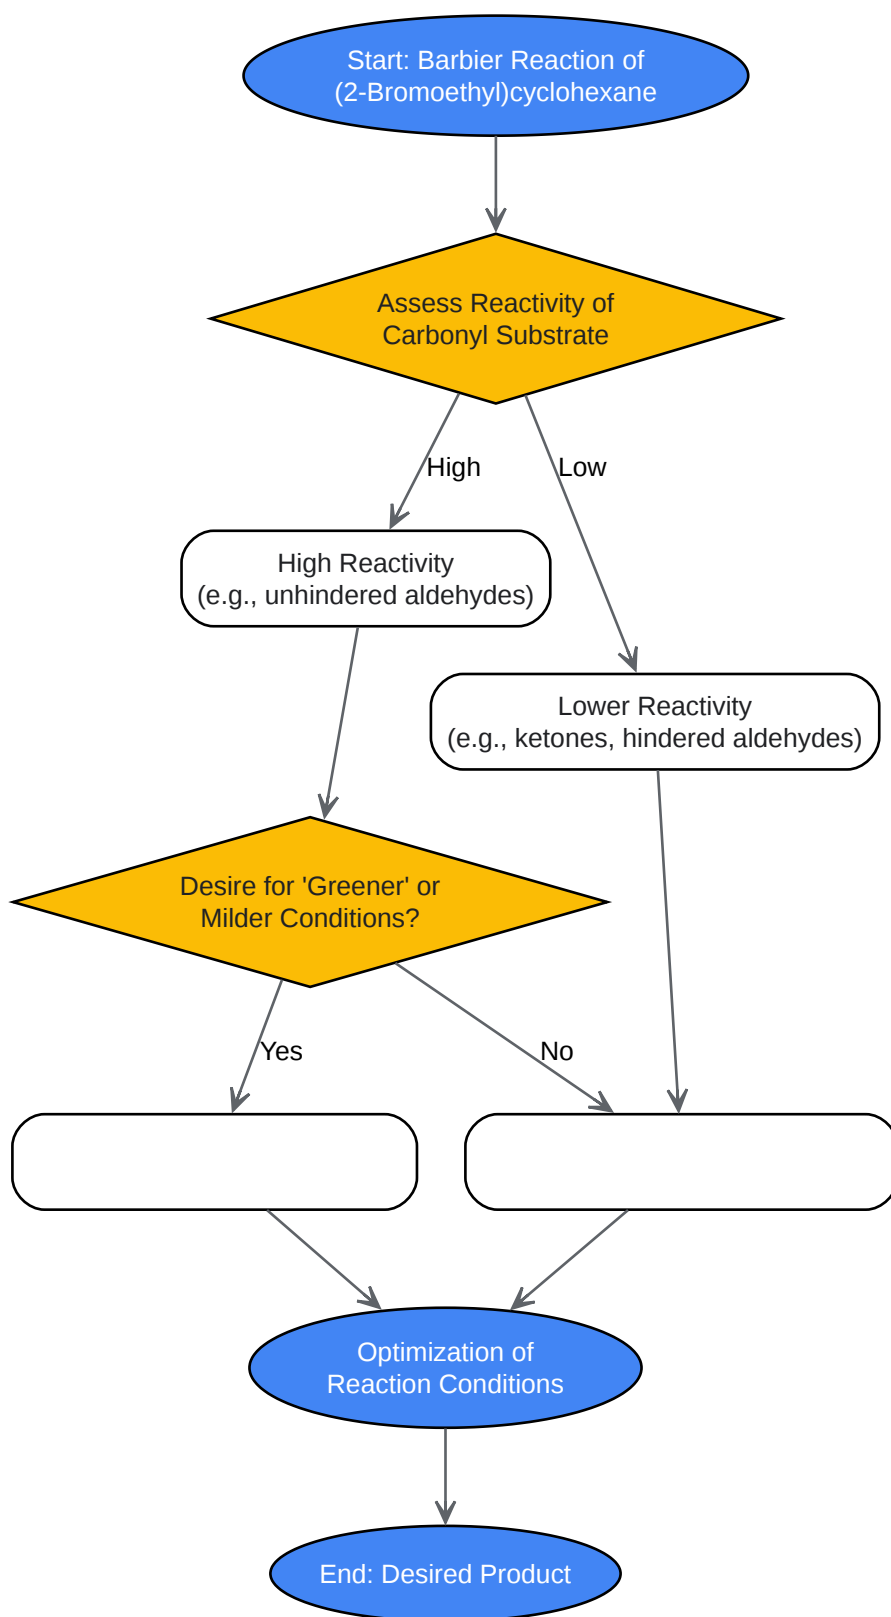 Start: Barbier Reaction of
(2-Bromoethyl)cyclohexane
Assess Reactivity of
Carbonyl Substrate
High
Low
High Reactivity
(e.g., unhindered aldehydes)
Lower Reactivity
(e.g., ketones, hindered aldehydes)
Desire for 'Greener' or
Milder Conditions?
Yes
No
Optimization of
Reaction Conditions
End: Desired Product